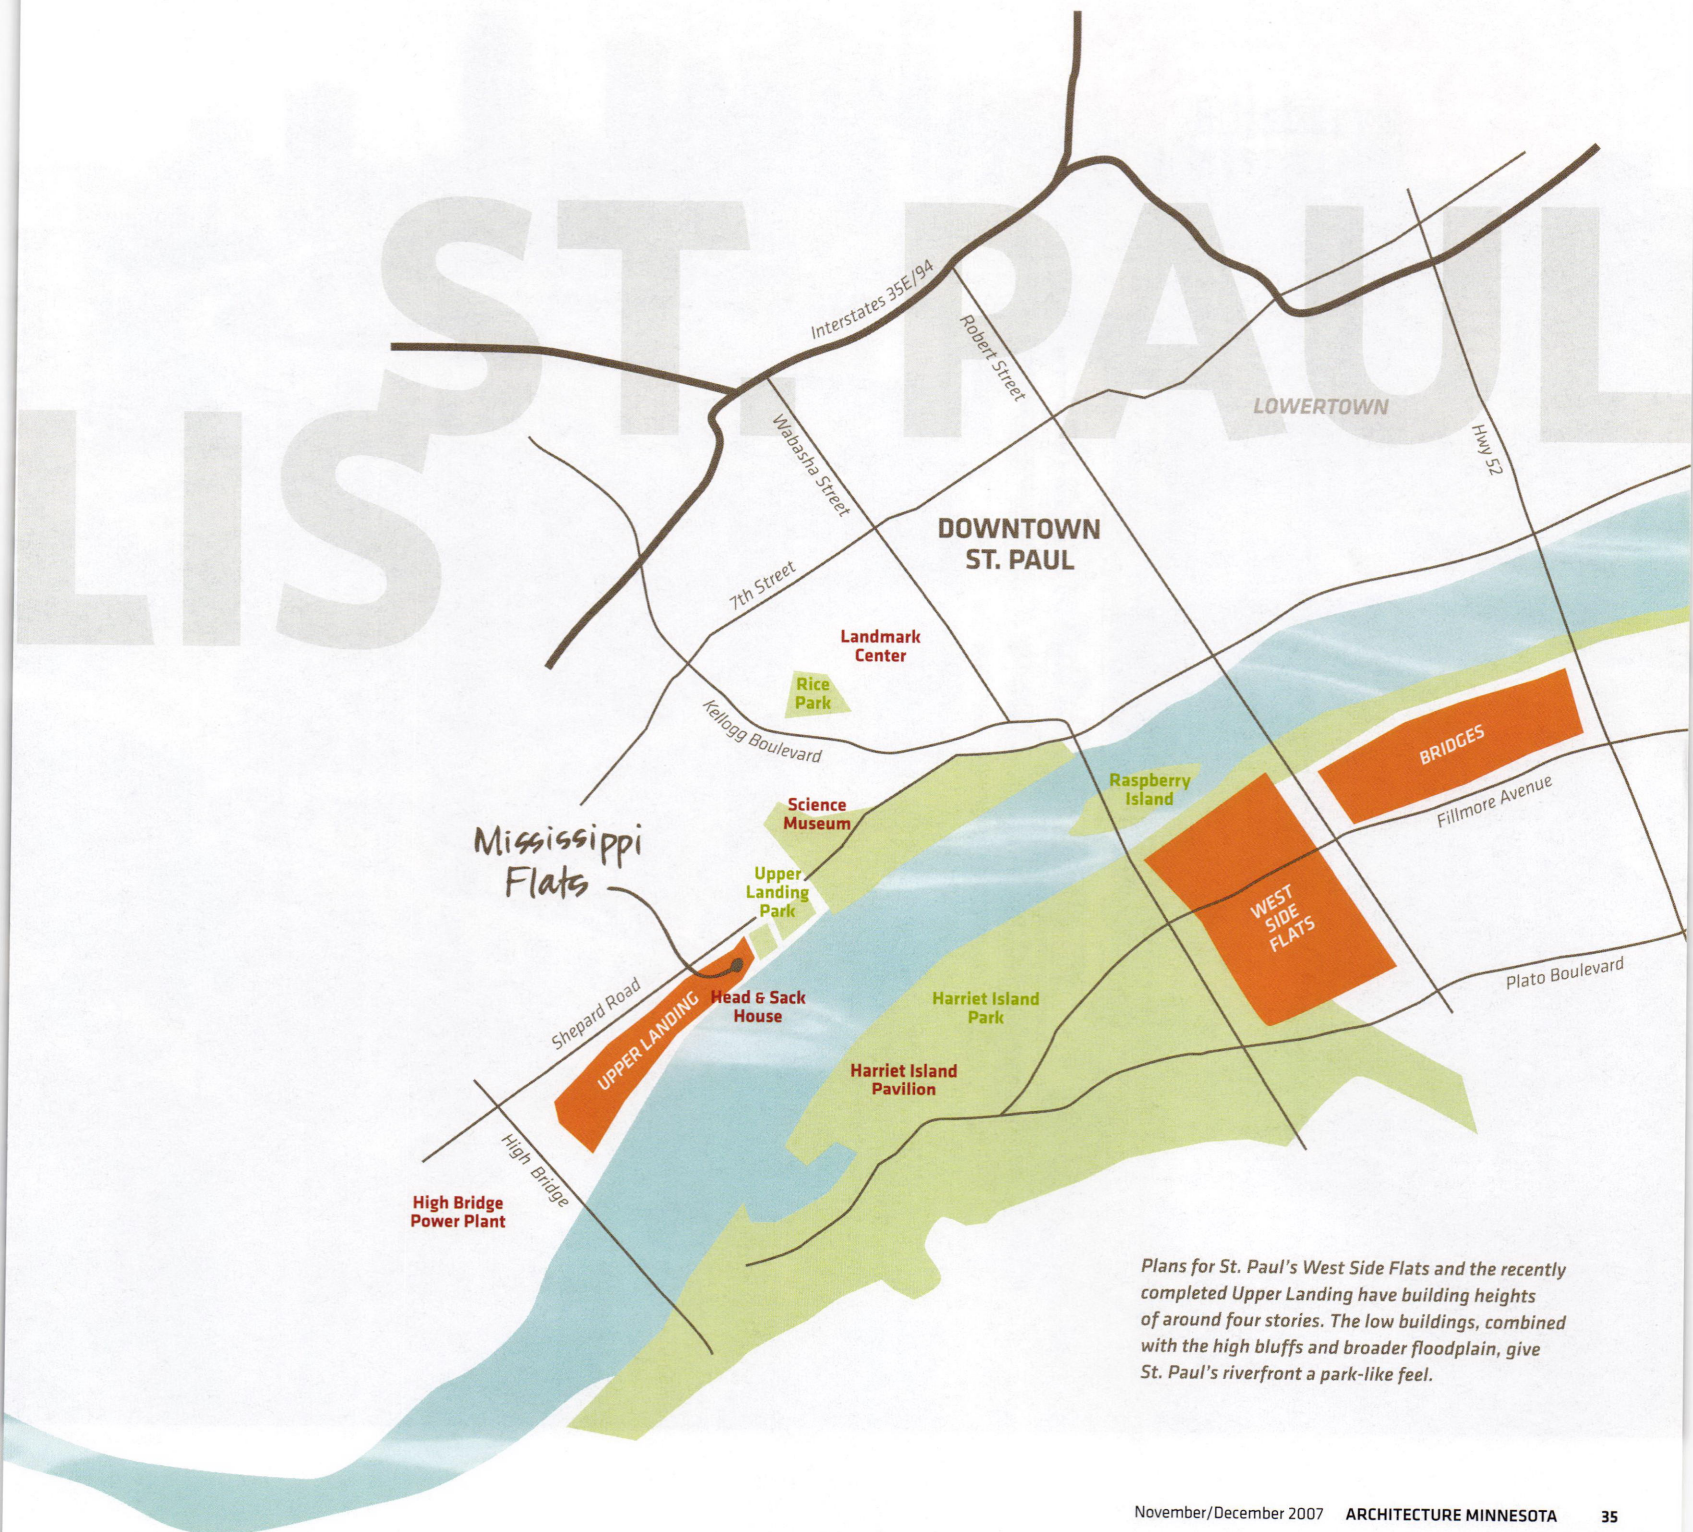 ST. PAUL
LIS
Interstates 35E/94
Robert Street
LOWERTOWN
Wabasha Street
Hwy 52
DOWNTOWN
ST. PAUL
7th Street
Landmark
Center
Rice
Park
Kellogg Boulevard
BRIDGES
Raspberry
Island
Fillmore Avenue
Science
Museum
Mississippi
Flats
Upper
Landing
Park
WEST
SIDE
FLATS
Plato Boulevard
Shepard Road
UPPER LANDING
Head & Sack
House
Harriet Island
Park
Harriet Island
Pavilion
High Bridge
High Bridge
Power Plant
Plans for St. Paul's West Side Flats and the recently
completed Upper Landing have building heights
of around four stories. The low buildings, combined
with the high bluffs and broader floodplain, give
St. Paul's riverfront a park-like feel.
November/December 2007 ARCHITECTURE MINNESOTA 35